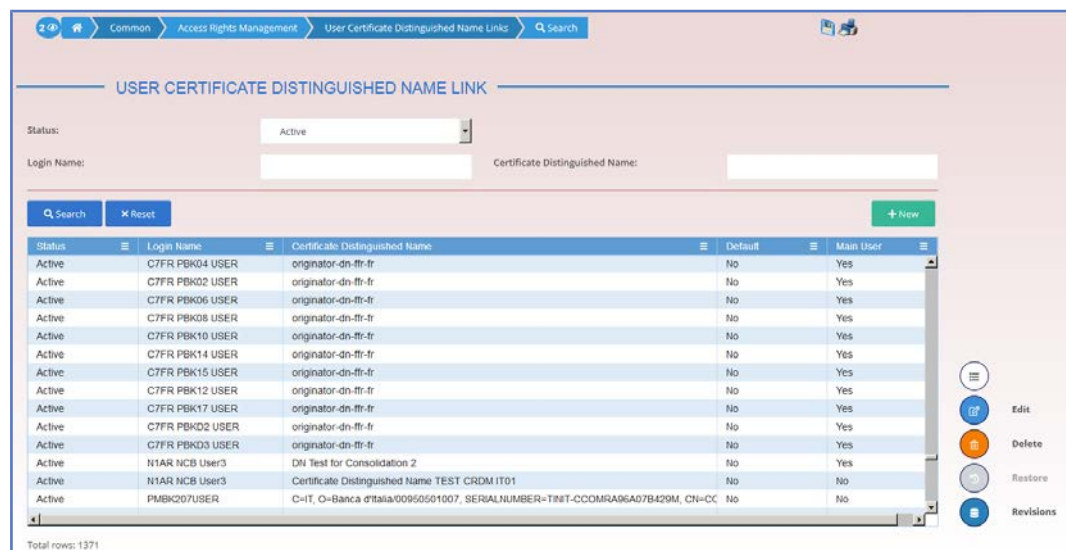 2 Common Access Rights Management User Certificate Distinguished Name Links Search
USER CERTIFICATE DISTINGUISHED NAME LINK
Status: Active
Login Name: Certificate Distinguished Name:
Search Reset New
Status Login Name Certificate Distinguished Name Default Main User
Active C7FR PBK04 USER originator-dn-ffr-fr No Yes
Active C7FR PBK02 USER originator-dn-ffr-fr No Yes
Active C7FR PBK06 USER originator-dn-ffr-fr No Yes
Active C7FR PBK08 USER originator-dn-ffr-fr No Yes
Active C7FR PBK10 USER originator-dn-ffr-fr No Yes
Active C7FR PBK14 USER originator-dn-ffr-fr No Yes
Active C7FR PBK15 USER originator-dn-ffr-fr No Yes
Active C7FR PBK12 USER originator-dn-ffr-fr No Yes
Active C7FR PBK17 USER originator-dn-ffr-fr No Yes
Active C7FR PBKD2 USER originator-dn-ffr-fr No Yes
Active C7FR PBKD3 USER originator-dn-ffr-fr No Yes
Active N1AR NCB User3 DN Test for Consolidation 2 No Yes
Active N1AR NCB User3 Certificate Distinguished Name TEST CRDM IT01 No No
Active PMBK207USER C=IT, O=Banca d'Italia/00950501007, SERIALNUMBER=TINIT-CCOMRA96A07B429M, CN=CC No No
Edit
Delete
Restore
Revisions
Total rows: 1371